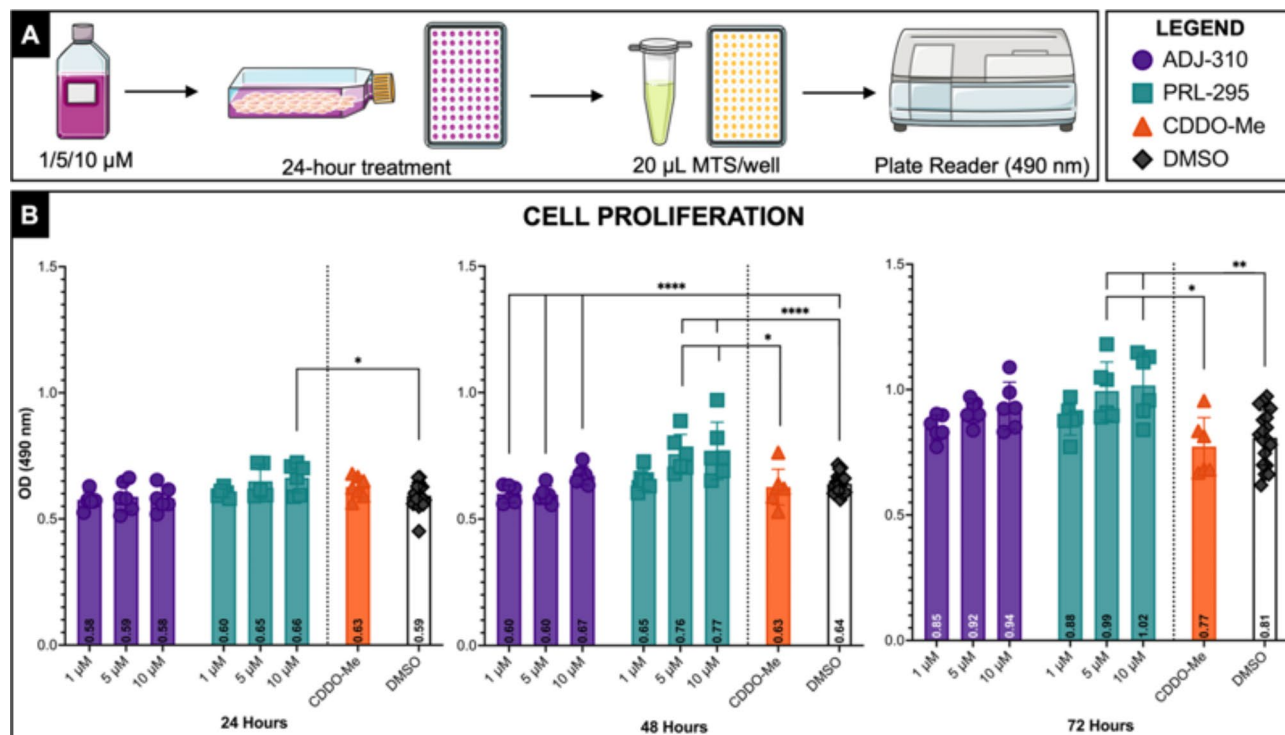 A
1/5/10 µM
24-hour treatment
20 µL MTS/well
Plate Reader (490 nm)
LEGEND
ADJ-310
PRL-295
CDDO-Me
DMSO
B
CELL PROLIFERATION
OD (490 nm)
1.5
1.0
0.5
0.0
*
0.58
0.59
0.58
0.60
0.65
0.66
0.63
0.59
1 µM
5 µM
10 µM
1 µM
5 µM
10 µM
CDDO-Me
DMSO
24 Hours
1.5
1.0
0.5
0.0
****
****
*
0.60
0.60
0.67
0.65
0.76
0.77
0.63
0.64
1 µM
5 µM
10 µM
1 µM
5 µM
10 µM
CDDO-Me
DMSO
48 Hours
1.5
1.0
0.5
0.0
**
*
0.85
0.92
0.94
0.88
0.99
1.02
0.77
0.81
1 µM
5 µM
10 µM
1 µM
5 µM
10 µM
CDDO-Me
DMSO
72 Hours